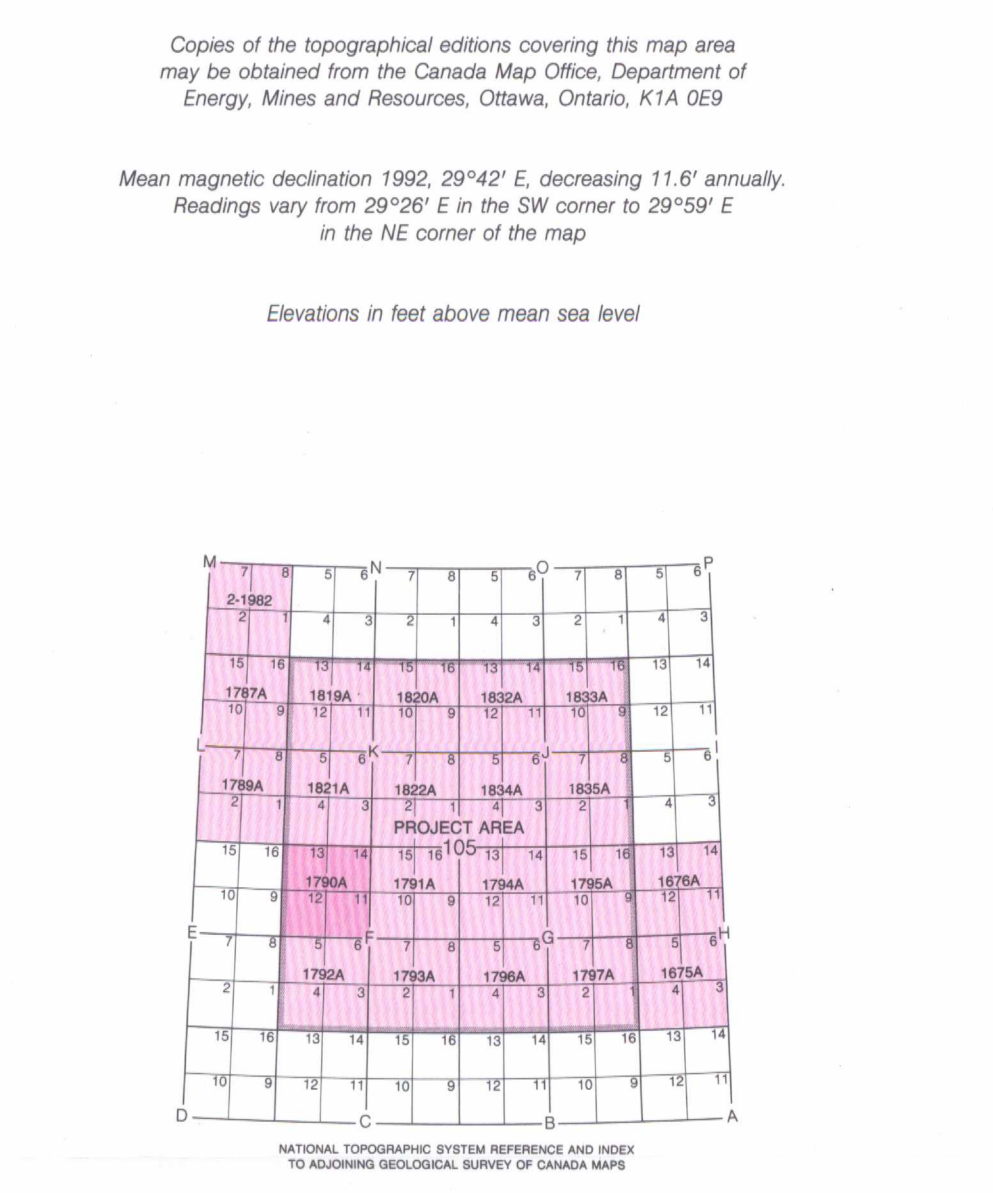 Copies of the topographical editions covering this map area
may be obtained from the Canada Map Office, Department of
Energy, Mines and Resources, Ottawa, Ontario, K1A 0E9
Mean magnetic declination 1992, 29°42' E, decreasing 11.6' annually.
Readings vary from 29°26' E in the SW corner to 29°59' E
in the NE corner of the map
Elevations in feet above mean sea level
M 7 8 5 6 N 7 8 5 6 O 7 8 5 6 P
2-1982
2 1 4 3 2 1 4 3 2 1 4 3
15 16 13 14 15 16 13 14 15 16 13 14
1787A 1819A 1820A 1832A 1833A
10 9 12 11 10 9 12 11 10 9 12 11
L 7 8 5 6 K 7 8 5 6 J 7 8 5 6 I
1789A 1821A 1822A 1834A 1835A
2 1 4 3 2 1 4 3 2 1 4 3
PROJECT AREA
15 16 13 14 15 16 105 13 14 15 16 13 14
1790A 1791A 1794A 1795A 1676A
10 9 12 11 10 9 12 11 10 9 12 11
E 7 8 5 6 F 7 8 5 6 G 7 8 5 6 H
1792A 1793A 1796A 1797A 1675A
2 1 4 3 2 1 4 3 2 1 4 3
15 16 13 14 15 16 13 14 15 16 13 14
10 9 12 11 10 9 12 11 10 9 12 11
D C B A
NATIONAL TOPOGRAPHIC SYSTEM REFERENCE AND INDEX
TO ADJOINING GEOLOGICAL SURVEY OF CANADA MAPS